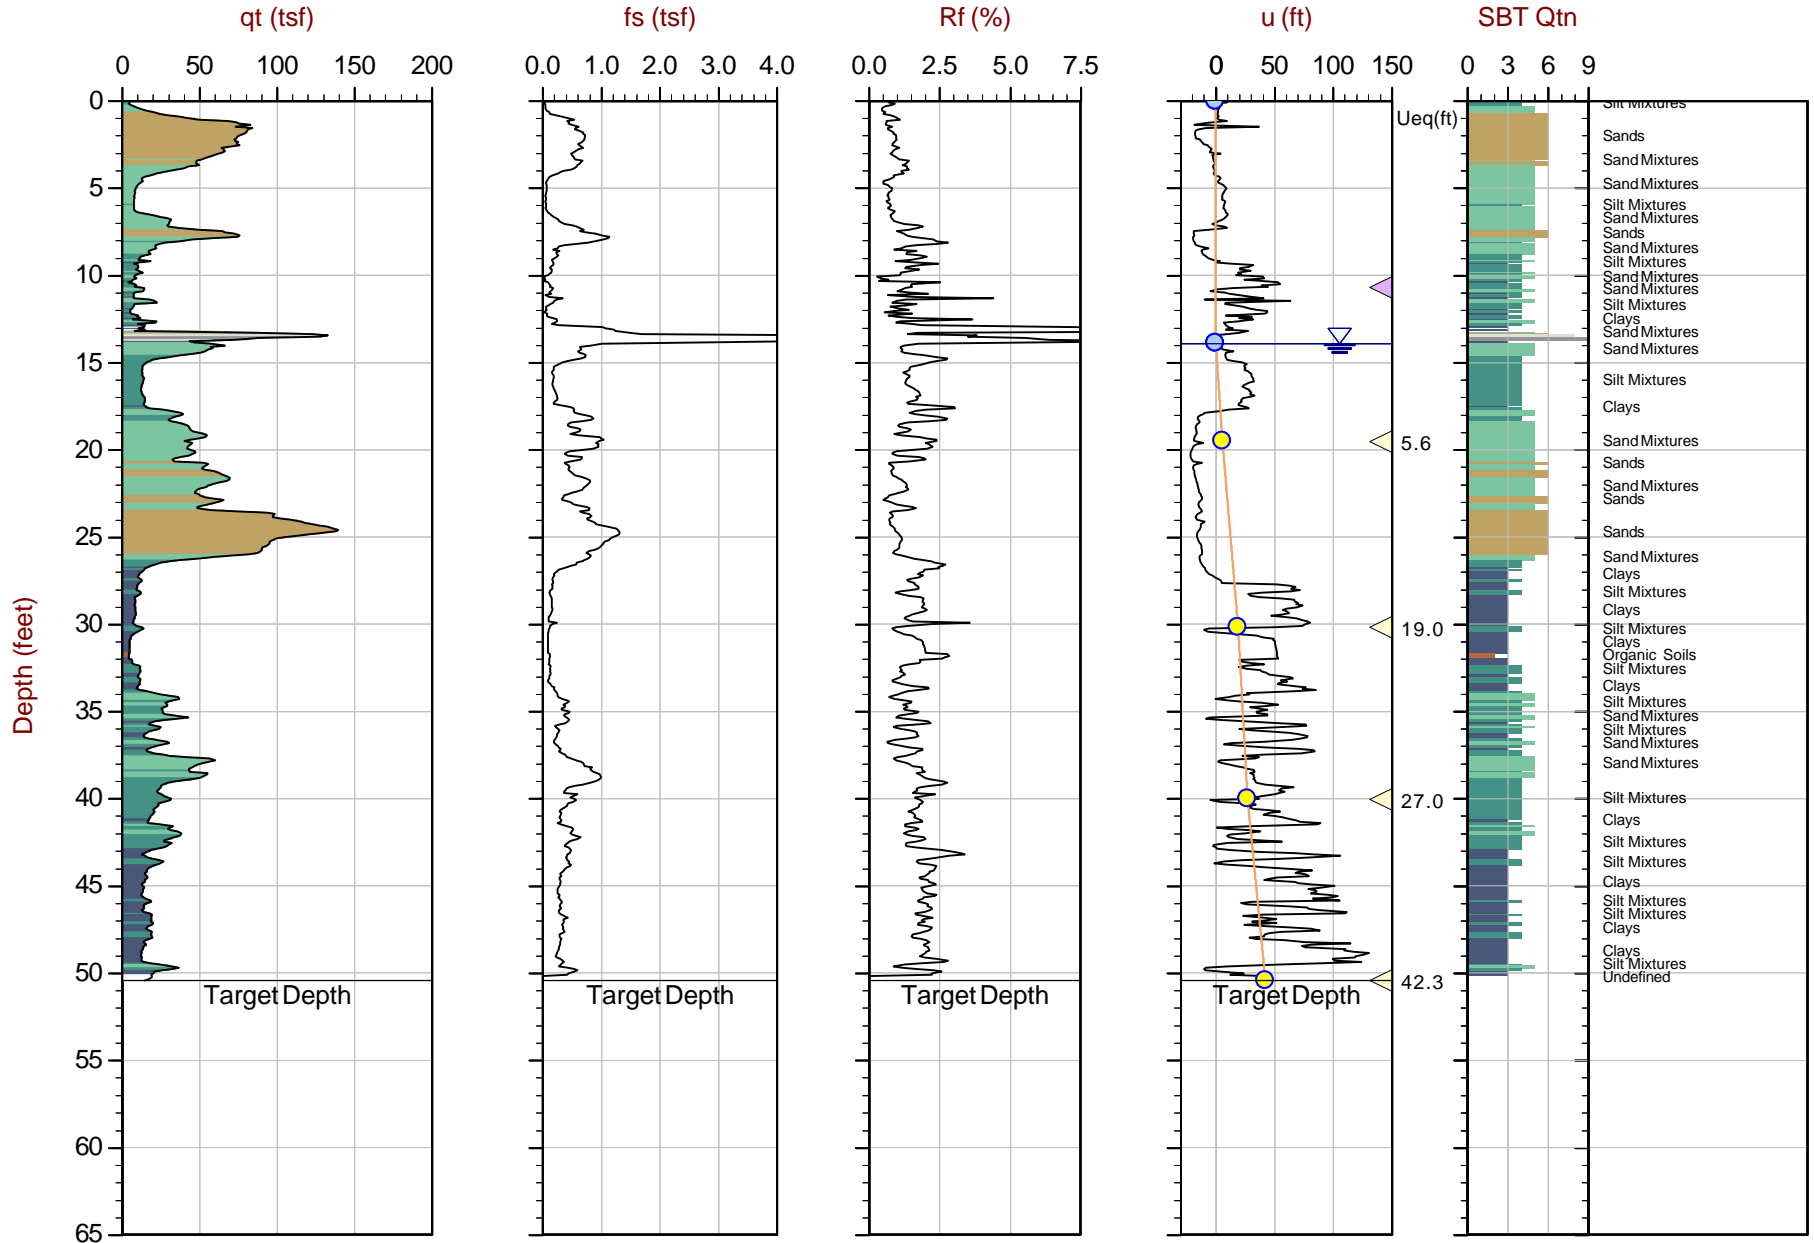 qt (tsf) fs (tsf) Rf (%) u (ft) SBT Qtn
0 50 100 150 200 0.0 1.0 2.0 3.0 4.0 0.0 2.5 5.0 7.5 0 50 100 150 0 3 6 9
Depth (feet)
0
5
10
15
20
25
30
35
40
45
50
55
60
65
Ueq(ft)
5.6
19.0
27.0
42.3
Target Depth Target Depth Target Depth Target Depth
Silt Mixtures
Sands
Sand Mixtures
Sand Mixtures
Silt Mixtures
Sand Mixtures
Sands
Sand Mixtures
Silt Mixtures
Sand Mixtures
Sand Mixtures
Silt Mixtures
Clays
Sand Mixtures
Sand Mixtures
Silt Mixtures
Clays
Sand Mixtures
Sands
Sand Mixtures
Sands
Sands
Sand Mixtures
Clays
Silt Mixtures
Clays
Silt Mixtures
Clays
Organic Soils
Silt Mixtures
Clays
Silt Mixtures
Sand Mixtures
Silt Mixtures
Sand Mixtures
Sand Mixtures
Silt Mixtures
Clays
Silt Mixtures
Silt Mixtures
Clays
Silt Mixtures
Silt Mixtures
Clays
Clays
Silt Mixtures
Undefined